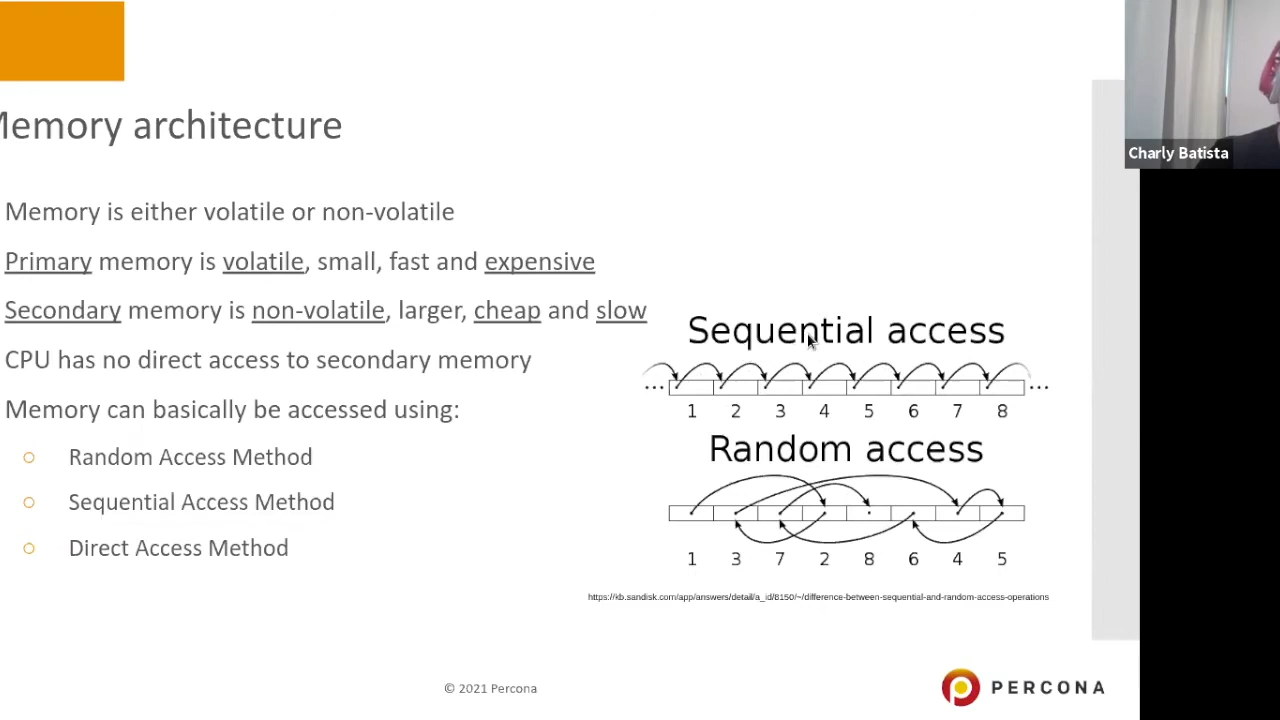 Memory architecture
Charly Batista
Memory is either volatile or non-volatile
Primary memory is volatile, small, fast and expensive
Secondary memory is non-volatile, larger, cheap and slow
CPU has no direct access to secondary memory
Memory can basically be accessed using:
Random Access Method
Sequential Access Method
Direct Access Method
Sequential access
... ...
1 2 3 4 5 6 7 8
Random access
1 3 7 2 8 6 4 5
https://kb.sandisk.com/app/answers/detail/a_id/8150/~/difference-between-sequential-and-random-access-operations
© 2021 Percona
PERCONA